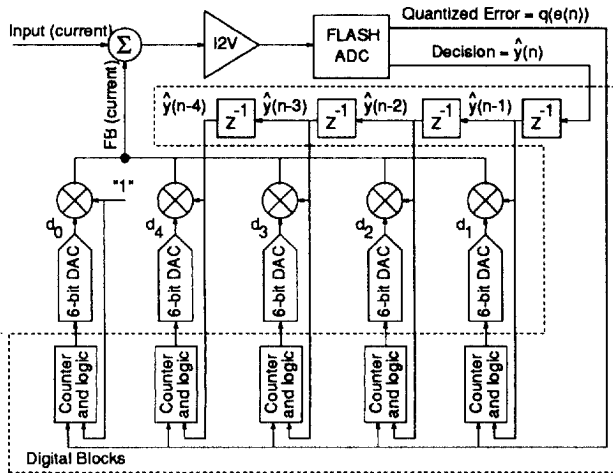 Quantized Error = q(e(n))
Input (current)
Σ
I2V
FLASH
ADC
Decision = ŷ(n)
FB (current)
ŷ(n-4)
z⁻¹
ŷ(n-3)
z⁻¹
ŷ(n-2)
z⁻¹
ŷ(n-1)
z⁻¹
"1"
d₀
d₄
d₃
d₂
d₁
6-bit DAC
6-bit DAC
6-bit DAC
6-bit DAC
6-bit DAC
Counter
and logic
Counter
and logic
Counter
and logic
Counter
and logic
Counter
and logic
Digital Blocks